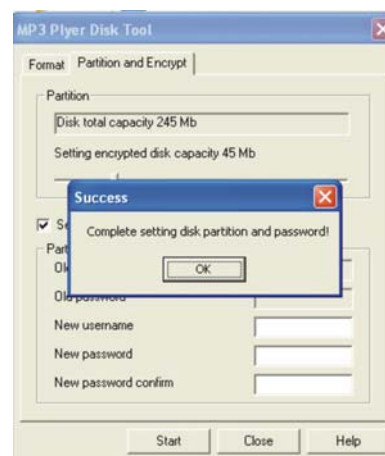 MP3 Plyer Disk Tool
Format Partition and Encrypt
Partition
Disk total capacity 245 Mb
Setting encrypted disk capacity 45 Mb
Success
Complete setting disk partition and password!
OK
Old password
New username
New password
New password confirm
Start Close Help